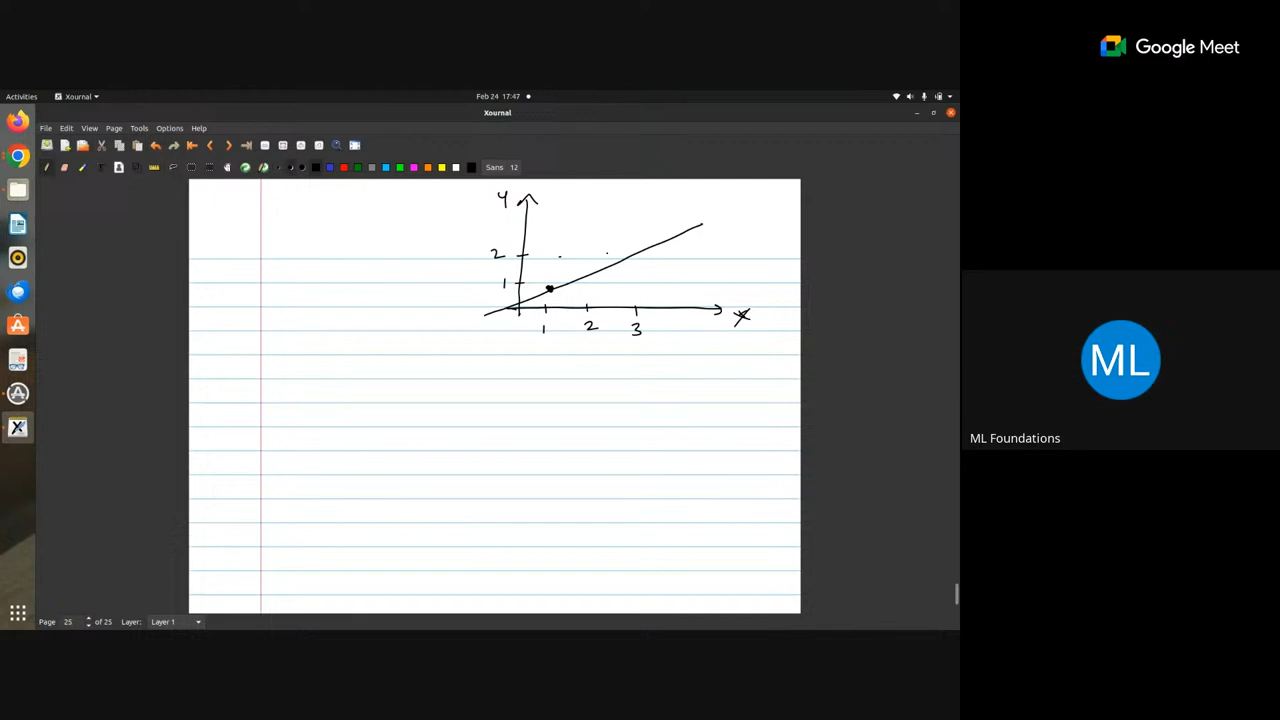 Google Meet
Activities Xournal Feb 24 17:47
Xournal
File Edit View Page Tools Options Help
Sans 12
Y
2
1
1 2 3
X
ML
ML Foundations
Page 25 of 25 Layer: Layer 1